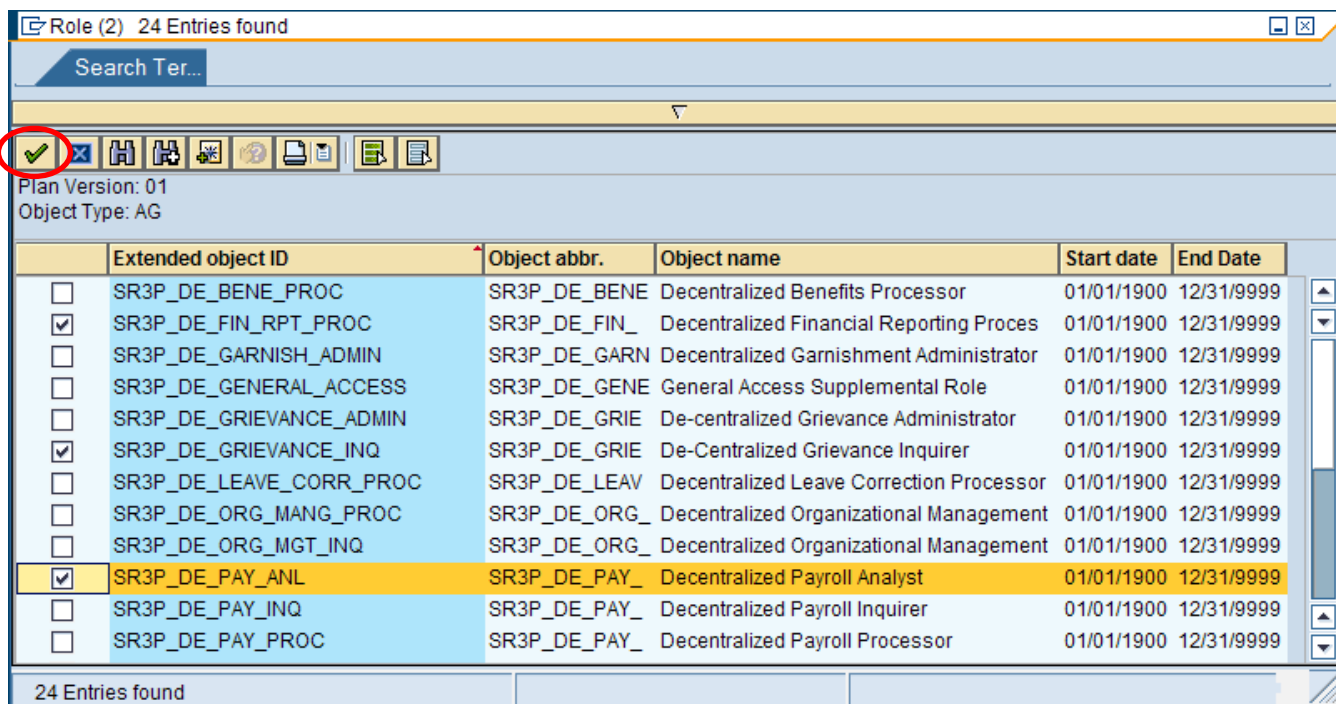 Role (2) 24 Entries found
Search Ter...
Plan Version: 01
Object Type: AG
Extended object ID Object abbr. Object name Start date End Date
SR3P_DE_BENE_PROC SR3P_DE_BENE Decentralized Benefits Processor 01/01/1900 12/31/9999
SR3P_DE_FIN_RPT_PROC SR3P_DE_FIN_ Decentralized Financial Reporting Proces 01/01/1900 12/31/9999
SR3P_DE_GARNISH_ADMIN SR3P_DE_GARN Decentralized Garnishment Administrator 01/01/1900 12/31/9999
SR3P_DE_GENERAL_ACCESS SR3P_DE_GENE General Access Supplemental Role 01/01/1900 12/31/9999
SR3P_DE_GRIEVANCE_ADMIN SR3P_DE_GRIE De-centralized Grievance Administrator 01/01/1900 12/31/9999
SR3P_DE_GRIEVANCE_INQ SR3P_DE_GRIE De-Centralized Grievance Inquirer 01/01/1900 12/31/9999
SR3P_DE_LEAVE_CORR_PROC SR3P_DE_LEAV Decentralized Leave Correction Processor 01/01/1900 12/31/9999
SR3P_DE_ORG_MANG_PROC SR3P_DE_ORG_ Decentralized Organizational Management 01/01/1900 12/31/9999
SR3P_DE_ORG_MGT_INQ SR3P_DE_ORG_ Decentralized Organizational Management 01/01/1900 12/31/9999
SR3P_DE_PAY_ANL SR3P_DE_PAY_ Decentralized Payroll Analyst 01/01/1900 12/31/9999
SR3P_DE_PAY_INQ SR3P_DE_PAY_ Decentralized Payroll Inquirer 01/01/1900 12/31/9999
SR3P_DE_PAY_PROC SR3P_DE_PAY_ Decentralized Payroll Processor 01/01/1900 12/31/9999
24 Entries found